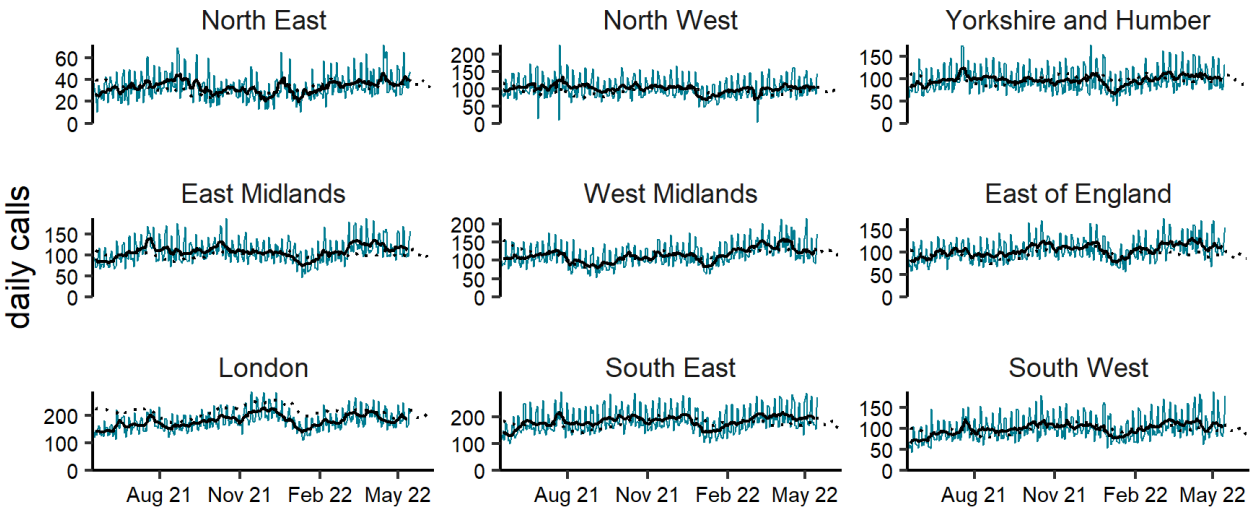 North East
North West
Yorkshire and Humber
60
40
20
0
200
150
100
50
0
150
100
50
0
daily calls
East Midlands
West Midlands
East of England
150
100
50
0
200
150
100
50
0
150
100
50
0
London
South East
South West
200
100
0
200
100
0
150
100
50
0
Aug 21 Nov 21 Feb 22 May 22
Aug 21 Nov 21 Feb 22 May 22
Aug 21 Nov 21 Feb 22 May 22